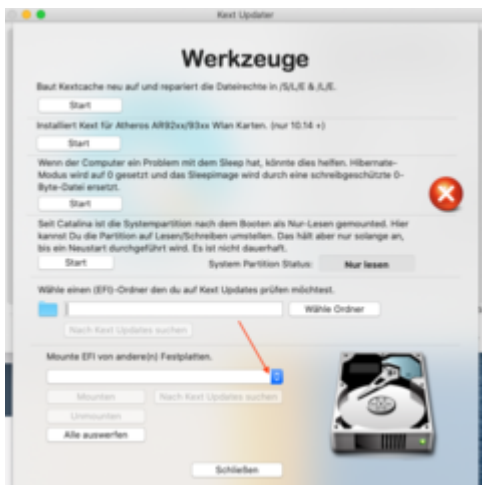 Kext Updater
Werkzeuge
Baut Kextcache neu auf und repariert die Dateirechte in /S/L/E & /L/E.
Start
Installiert Kext für Atheros AR92xx/93xx Wlan Karten. (nur 10.14 +)
Start
Wenn der Computer ein Problem mit dem Sleep hat, könnte dies helfen. Hibernate-
Modus wird auf 0 gesetzt und das Sleepimage wird durch eine schreibgeschützte 0-
Byte-Datei ersetzt.
Start
Seit Catalina ist die Systempartition nach dem Booten als Nur-Lesen gemounted. Hier
kannst Du die Partition auf Lesen/Schreiben umstellen. Das hält aber nur solange an,
bis ein Neustart durchgeführt wird. Es ist nicht dauerhaft.
Start System Partition Status: Nur lesen
Wähle einen (EFI)-Ordner den du auf Kext Updates prüfen möchtest.
Wähle Ordner
Nach Kext Updates suchen
Mounte EFI von andere(n) Festplatten.
Mounten Nach Kext Updates suchen
Unmounten
Alle auswerfen
Schließen